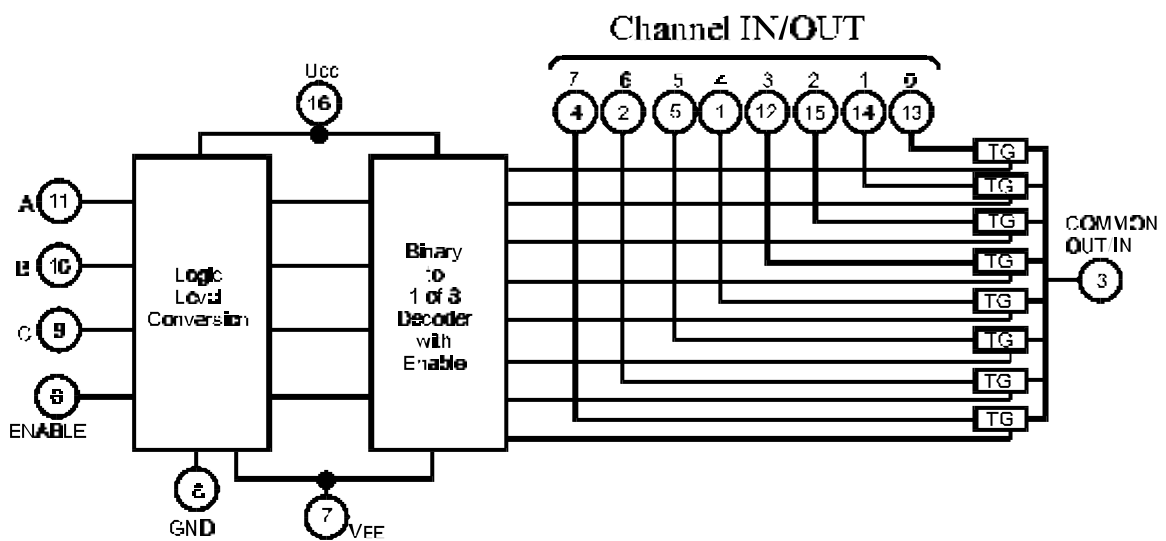 Channel IN/OUT
Ucc
16
7 6 5 4 3 2 1 0
4 2 5 1 12 15 14 13
TG
TG
TG
TG
TG
TG
TG
TG
A 11
B 10
C 9
6
ENABLE
Logic
Level
Conversion
Binary
to
1 of 8
Decoder
with
Enable
COMMON
OUT/IN
3
8
GND
7
VEE